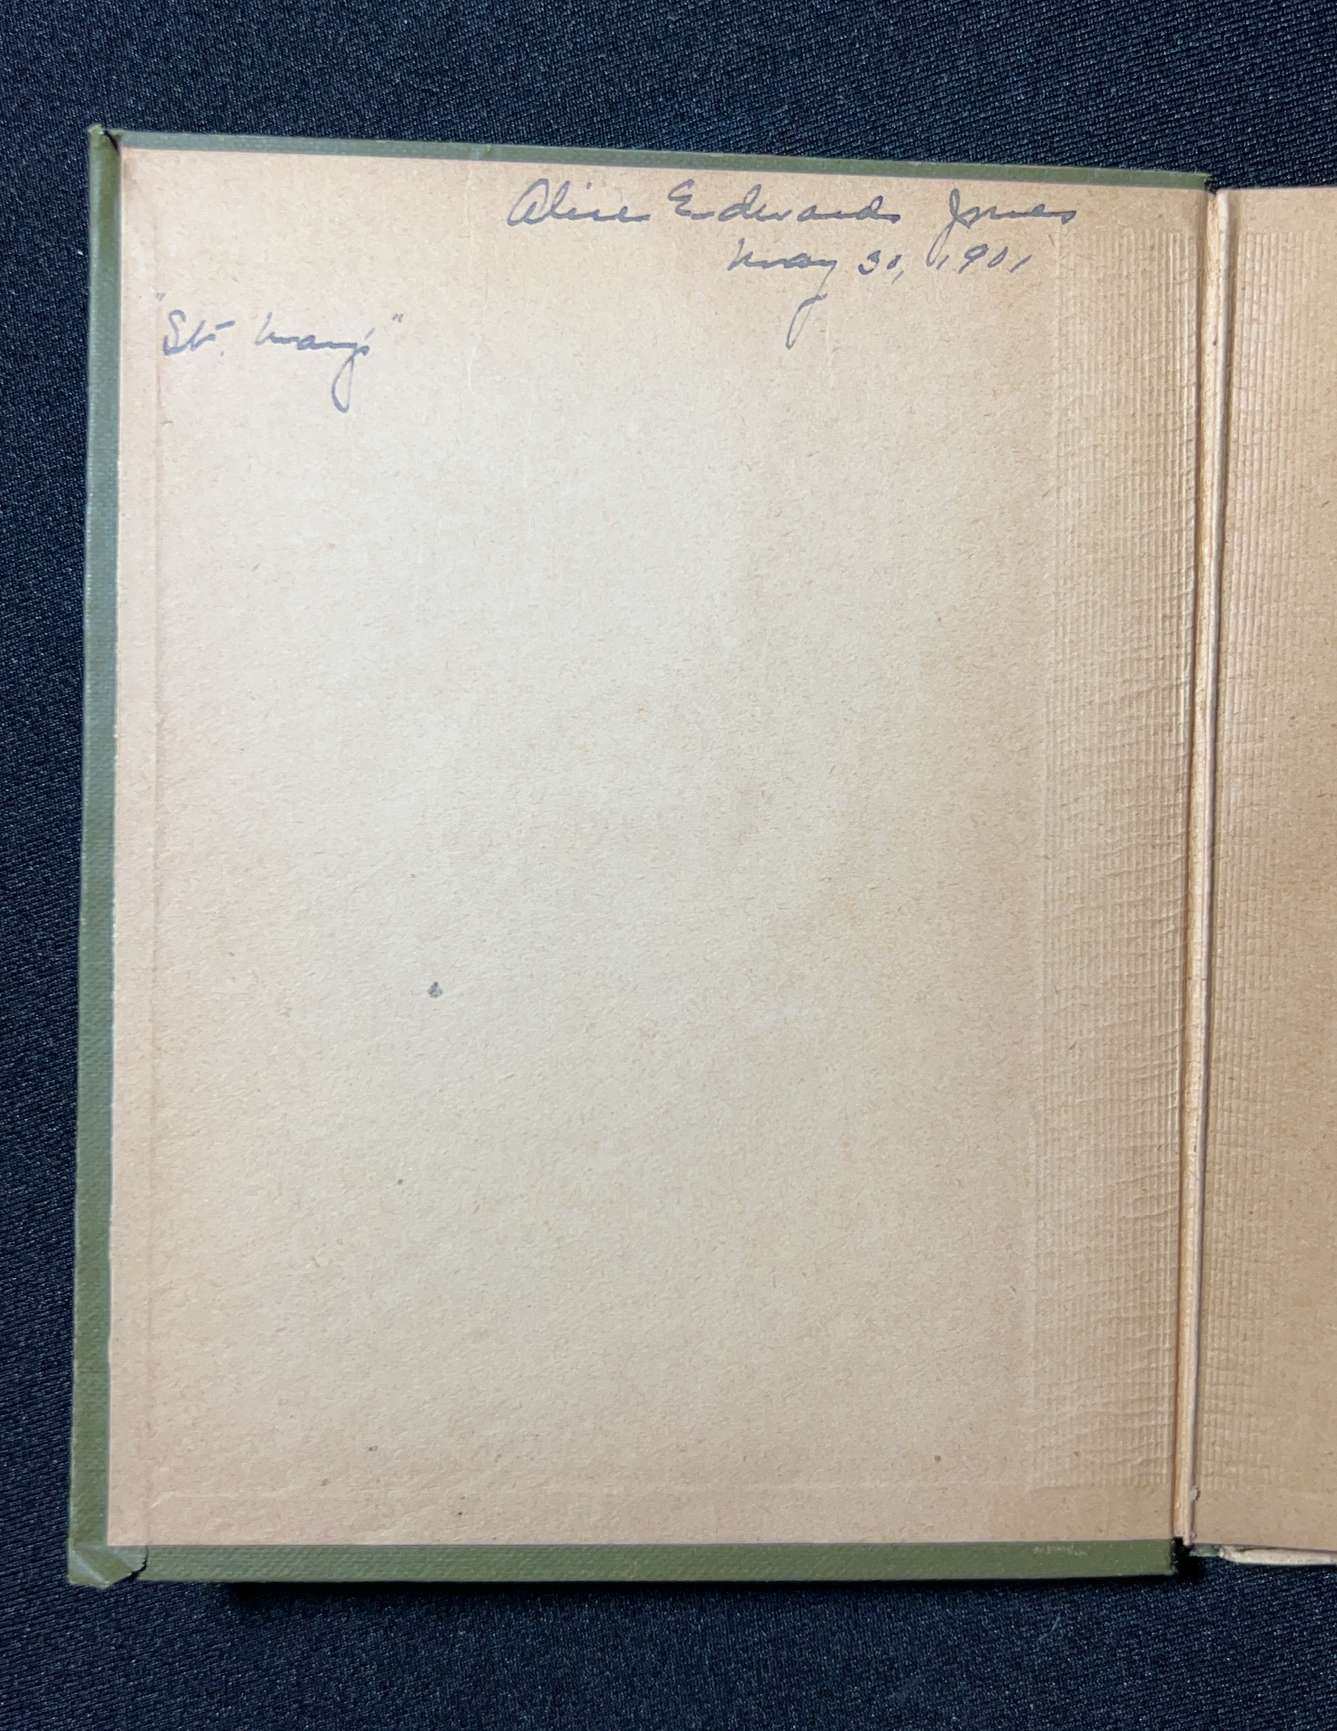 Alice Edwards Jones
May 30, 1901
"St. Mary's"